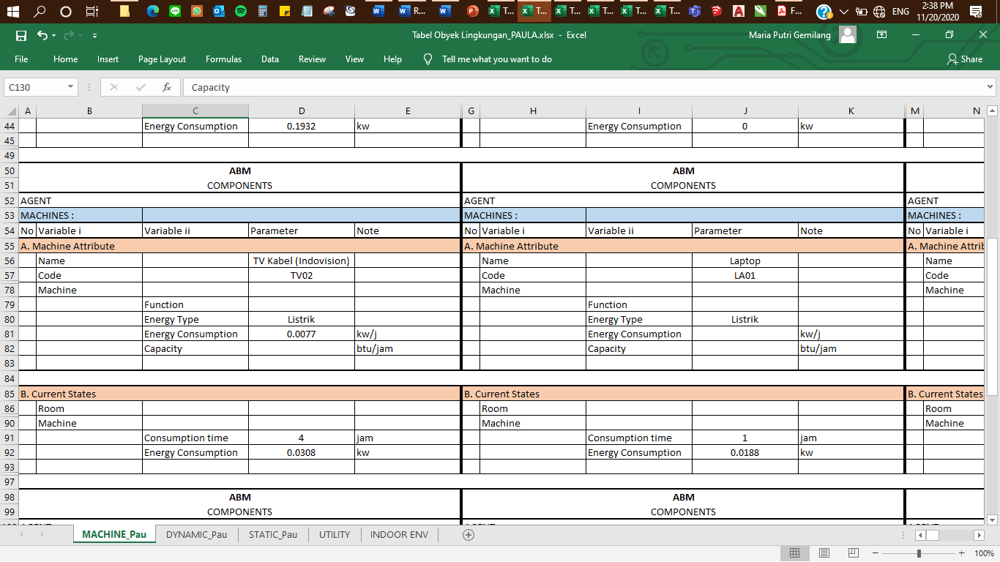 R...
T...
T...
T...
T...
T...
T...
F...
ENG
2:38 PM
11/20/2020
Tabel Obyek Lingkungan_PAULA.xlsx - Excel
Maria Putri Gemilang
File Home Insert Page Layout Formulas Data Review View Help Tell me what you want to do Share
C130 fx Capacity
A B C D E G H I J K M N
44 Energy Consumption 0.1932 kw Energy Consumption 0 kw
45
49
50 ABM ABM
51 COMPONENTS COMPONENTS
52 AGENT AGENT AGENT
53 MACHINES : MACHINES : MACHINES :
54 No Variable i Variable ii Parameter Note No Variable i Variable ii Parameter Note No Variable i
55 A. Machine Attribute A. Machine Attribute A. Machine Attrib
56 Name TV Kabel (Indovision) Name Laptop Name
57 Code TV02 Code LA01 Code
78 Machine Machine Machine
79 Function Function
80 Energy Type Listrik Energy Type Listrik
81 Energy Consumption 0.0077 kw/j Energy Consumption kw/j
82 Capacity btu/jam Capacity btu/jam
83
84
85 B. Current States B. Current States B. Current States
86 Room Room Room
90 Machine Machine Machine
91 Consumption time 4 jam Consumption time 1 jam
92 Energy Consumption 0.0308 kw Energy Consumption 0.0188 kw
93
97
98 ABM ABM
99 COMPONENTS COMPONENTS
MACHINE_Pau DYNAMIC_Pau STATIC_Pau UTILITY INDOOR ENV
100%